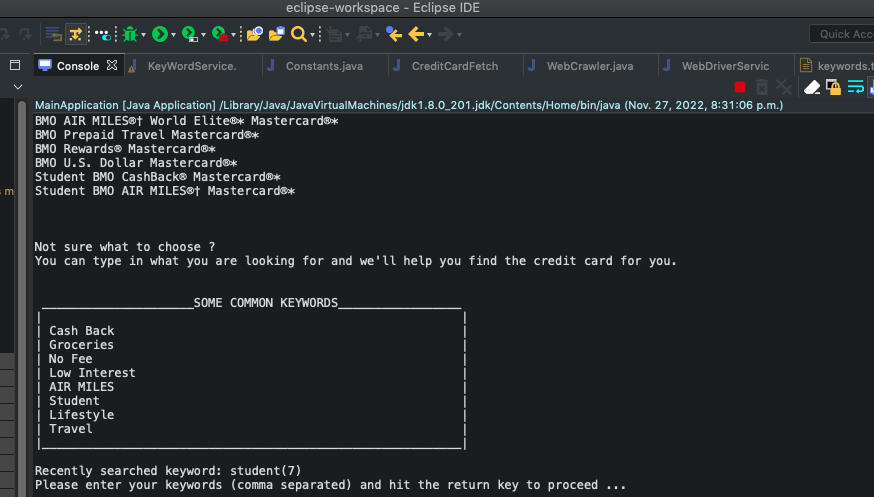 eclipse-workspace - Eclipse IDE
Quick Acc
Console
KeyWordService.
Constants.java
CreditCardFetch
WebCrawler.java
WebDriverServic
keywords.t
MainApplication [Java Application] /Library/Java/JavaVirtualMachines/jdk1.8.0_201.jdk/Contents/Home/bin/java (Nov. 27, 2022, 8:31:06 p.m.)
BMO AIR MILES®† World Elite®* Mastercard®*
BMO Prepaid Travel Mastercard®*
BMO Rewards® Mastercard®*
BMO U.S. Dollar Mastercard®*
Student BMO CashBack® Mastercard®*
Student BMO AIR MILES®† Mastercard®*
Not sure what to choose ?
You can type in what you are looking for and we'll help you find the credit card for you.
SOME COMMON KEYWORDS
Cash Back
Groceries
No Fee
Low Interest
AIR MILES
Student
Lifestyle
Travel
Recently searched keyword: student(7)
Please enter your keywords (comma separated) and hit the return key to proceed ...